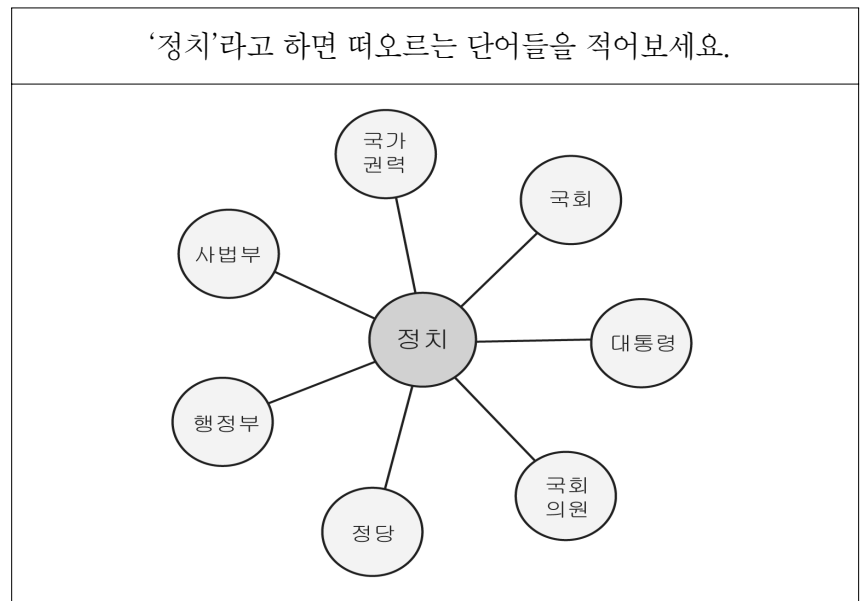 ‘정치’라고 하면 떠오르는 단어들을 적어보세요.
국가
권력
국회
사법부
정치
대통령
행정부
국회
의원
정당